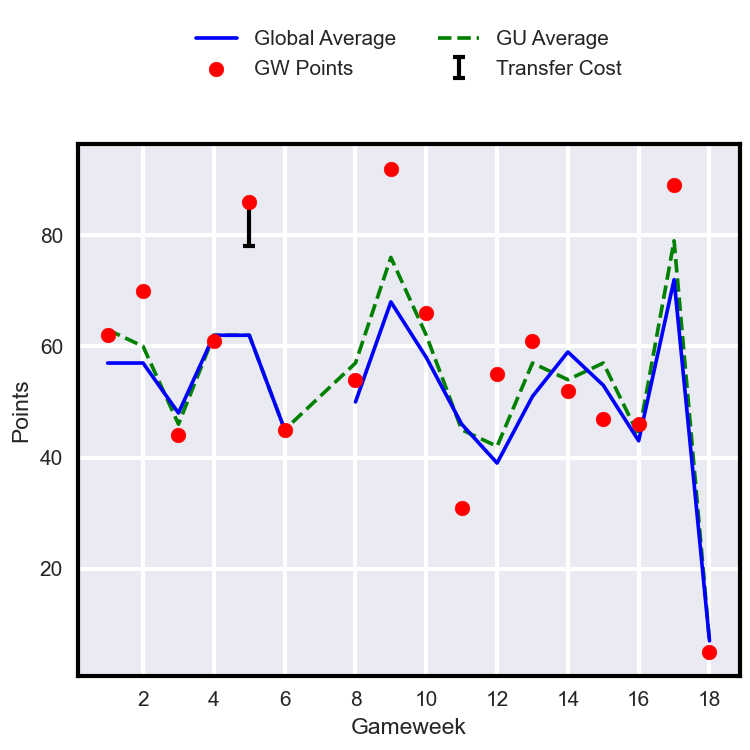 Global Average
GU Average
GW Points
Transfer Cost
80
60
40
20
Points
2 4 6 8 10 12 14 16 18
Gameweek